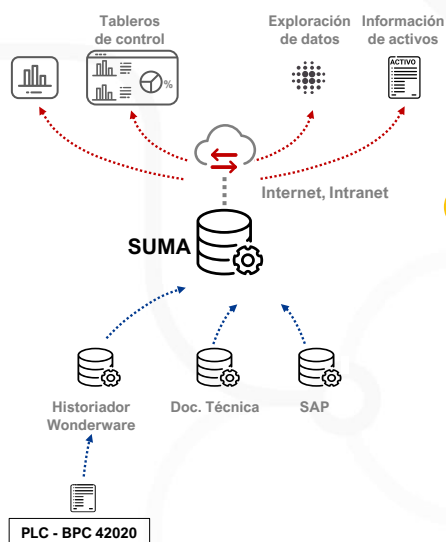 Tableros
de control
Exploración
de datos
Información
de activos
%
ACTIVO
Internet, Intranet
SUMA
Historiador
Wonderware
Doc. Técnica
SAP
PLC - BPC 42020